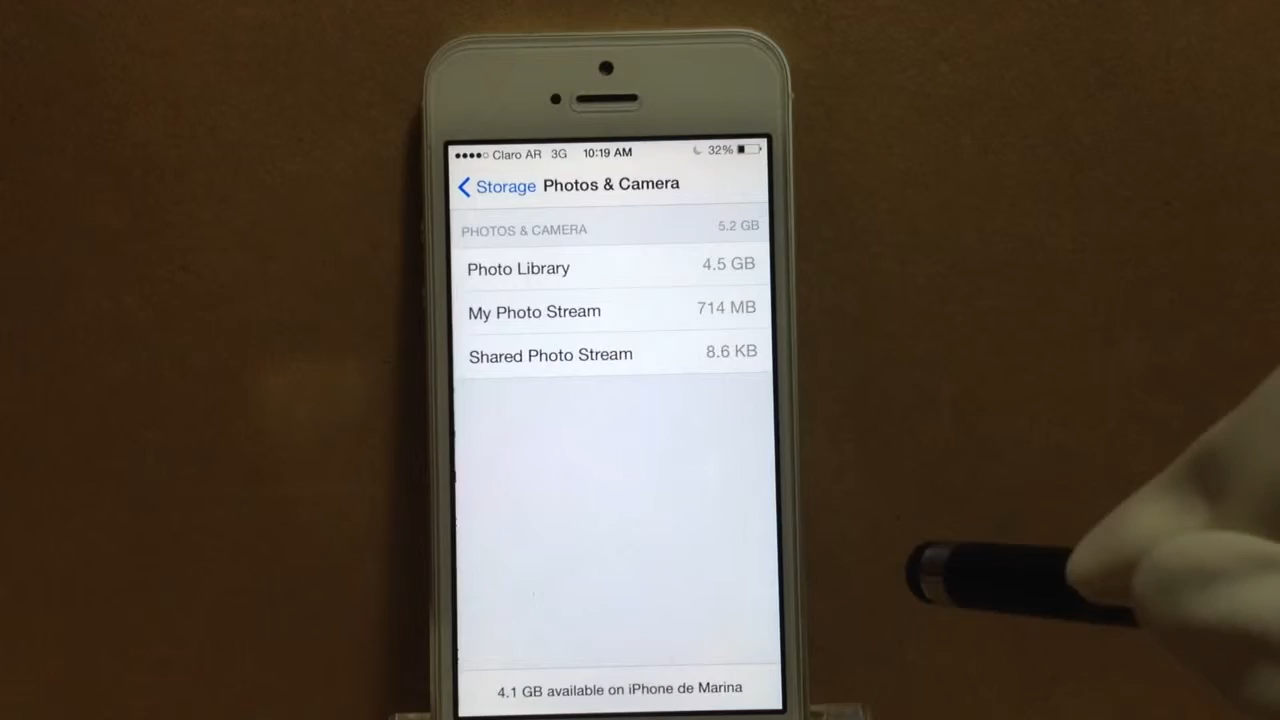 Claro AR 3G 10:19 AM 32%
Storage Photos & Camera
PHOTOS & CAMERA 5.2 GB
Photo Library 4.5 GB
My Photo Stream 714 MB
Shared Photo Stream 8.6 KB
4.1 GB available on iPhone de Marina